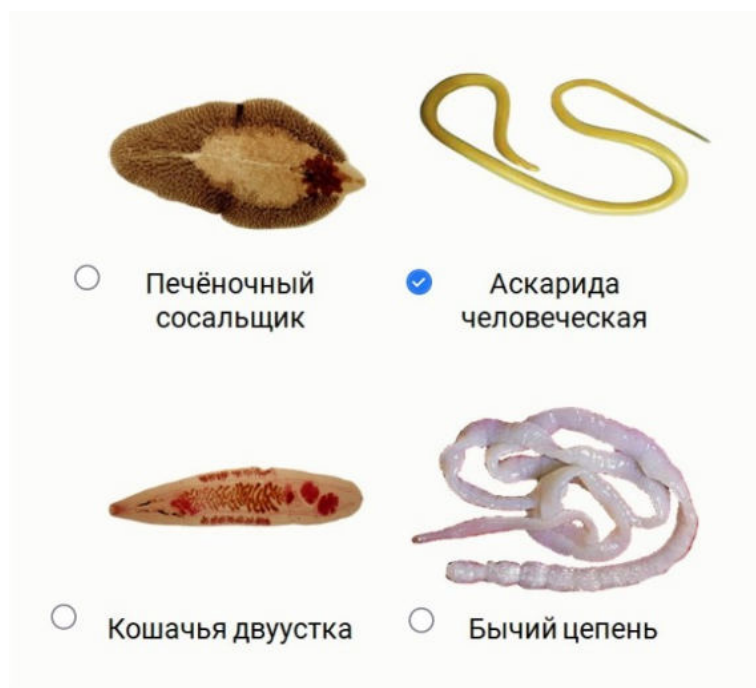 Печёночный
сосальщик
Аскарида
человеческая
Кошачья двуустка
Бычий цепень